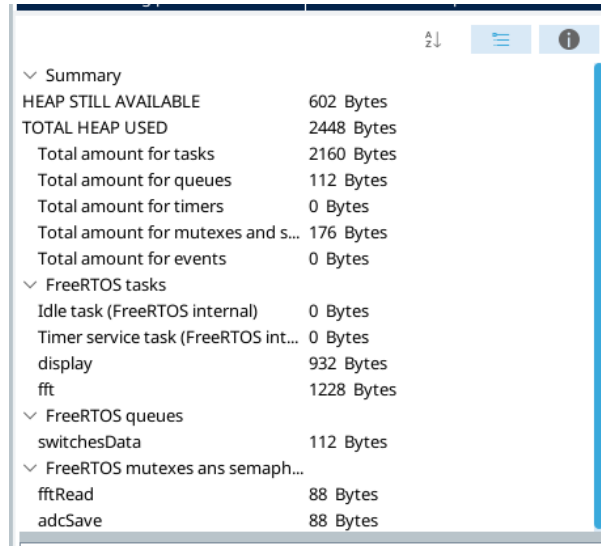 Summary
HEAP STILL AVAILABLE 602 Bytes
TOTAL HEAP USED 2448 Bytes
Total amount for tasks 2160 Bytes
Total amount for queues 112 Bytes
Total amount for timers 0 Bytes
Total amount for mutexes and s... 176 Bytes
Total amount for events 0 Bytes
FreeRTOS tasks
Idle task (FreeRTOS internal) 0 Bytes
Timer service task (FreeRTOS int... 0 Bytes
display 932 Bytes
fft 1228 Bytes
FreeRTOS queues
switchesData 112 Bytes
FreeRTOS mutexes ans semaph...
fftRead 88 Bytes
adcSave 88 Bytes